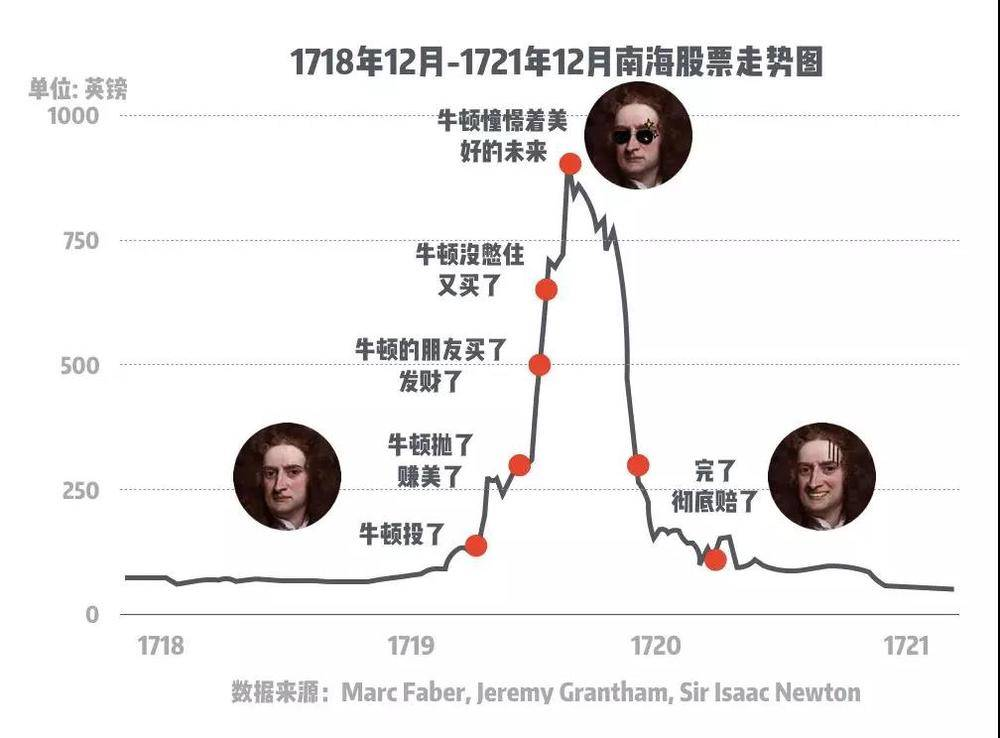 1718年12月-1721年12月南海股票走势图
单位: 英镑
1000
牛顿憧憬着美
好的未来
750
牛顿没憋住
又买了
500
牛顿的朋友买了
发财了
牛顿抛了
赚美了
250
完了
彻底赔了
牛顿投了
0
1718
1719
1720
1721
数据来源：Marc Faber, Jeremy Grantham, Sir Isaac Newton